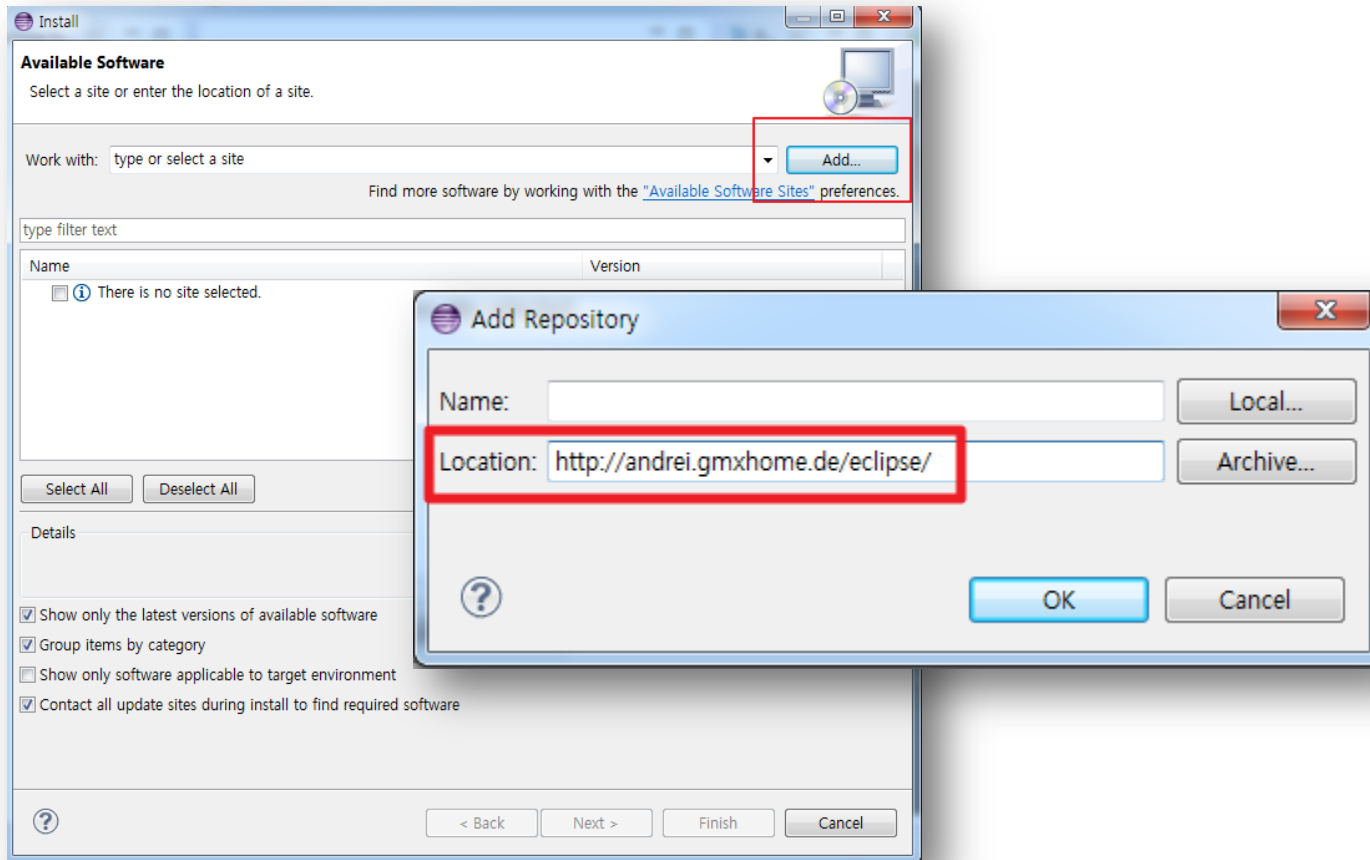 Install
Available Software
Select a site or enter the location of a site.
Work with: type or select a site Add...
Find more software by working with the "Available Software Sites" preferences.
type filter text
Name Version
There is no site selected.
Select All Deselect All
Details
Show only the latest versions of available software
Group items by category
Show only software applicable to target environment
Contact all update sites during install to find required software
< Back Next > Finish Cancel
Add Repository
Name: Local...
Location: http://andrei.gmxhome.de/eclipse/ Archive...
OK Cancel